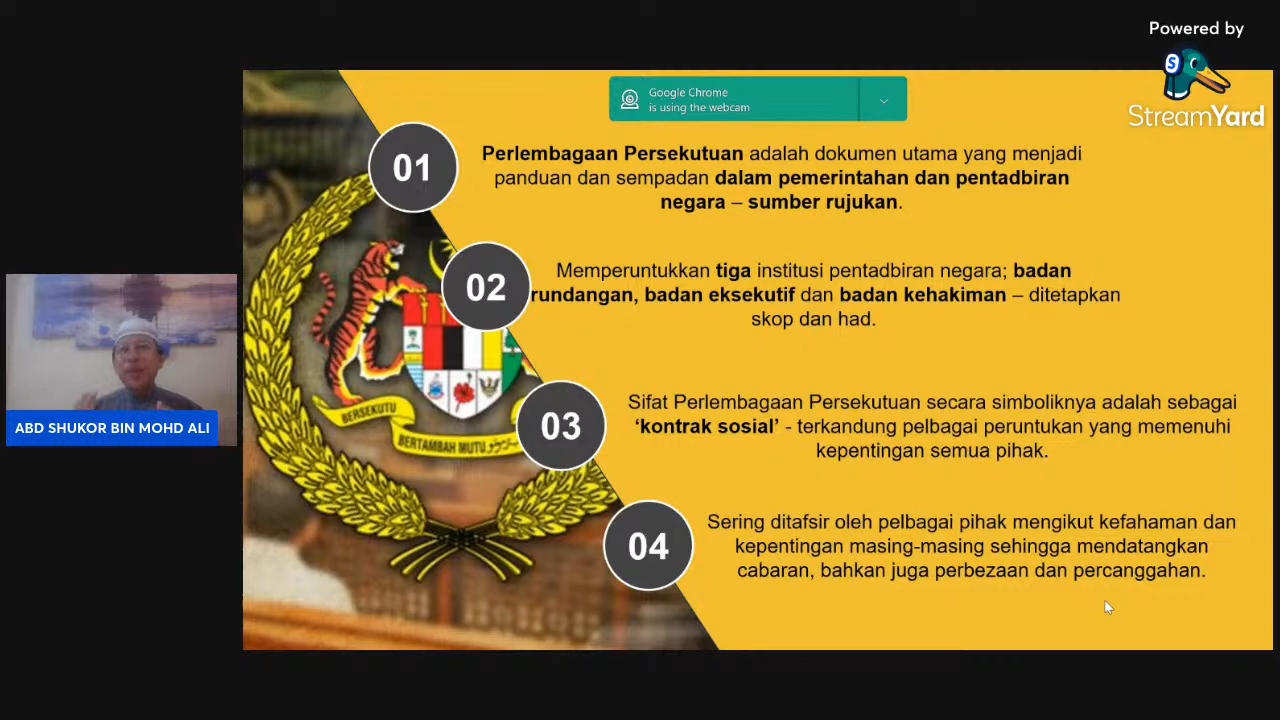 Powered by
StreamYard
Google Chrome
is using the webcam
01
Perlembagaan Persekutuan adalah dokumen utama yang menjadi
panduan dan sempadan dalam pemerintahan dan pentadbiran
negara – sumber rujukan.
02
Memperuntukkan tiga institusi pentadbiran negara; badan
rundangan, badan eksekutif dan badan kehakiman – ditetapkan
skop dan had.
03
Sifat Perlembagaan Persekutuan secara simboliknya adalah sebagai
‘kontrak sosial’ - terkandung pelbagai peruntukan yang memenuhi
kepentingan semua pihak.
04
Sering ditafsir oleh pelbagai pihak mengikut kefahaman dan
kepentingan masing-masing sehingga mendatangkan
cabaran, bahkan juga perbezaan dan percanggahan.
BERSEKUTU
BERTAMBAH MUTU
ABD SHUKOR BIN MOHD ALI